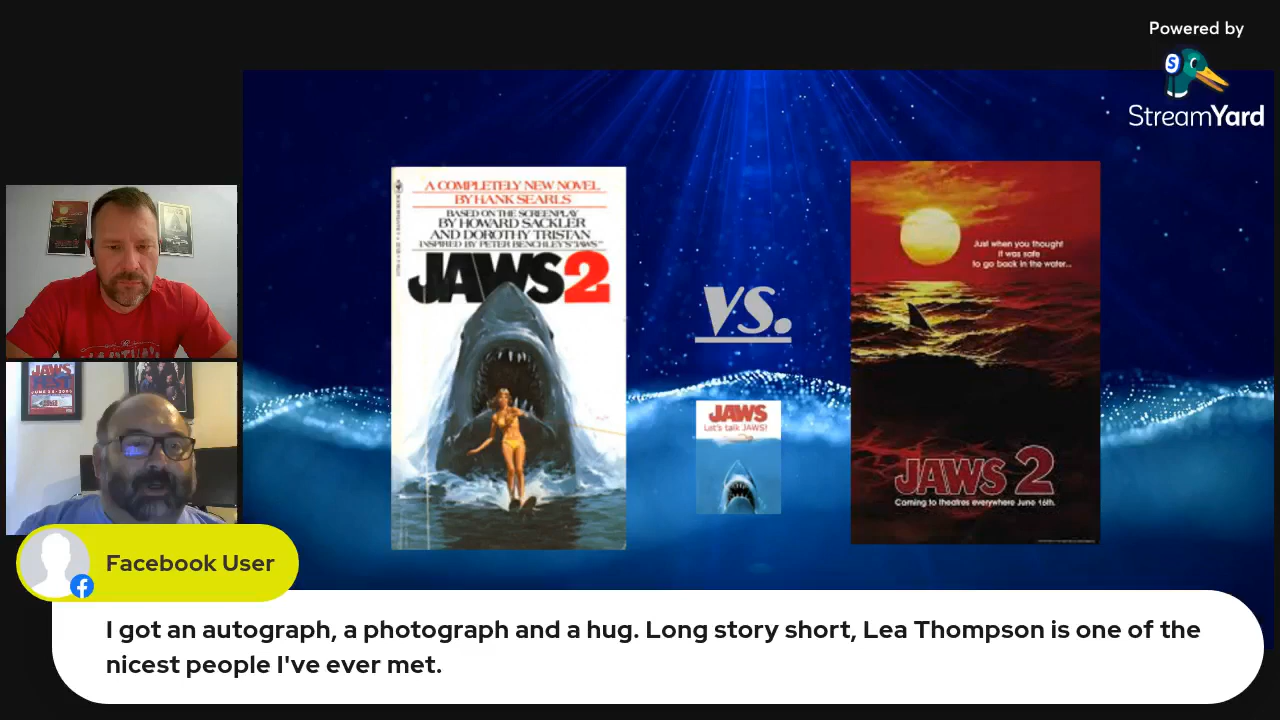 Powered by
StreamYard
A COMPLETELY NEW NOVEL
BY HANK SEARLS
BASED ON THE SCREENPLAY
BY HOWARD SACKLER
AND DOROTHY TRISTAN
INSPIRED BY PETER BENCHLEY'S "JAWS"
JAWS 2
vs.
JAWS
Let's talk JAWS!
Just when you thought
it was safe
to go back in the water...
JAWS 2
Coming to theatres everywhere June 16th.
JAWS
Facebook User
I got an autograph, a photograph and a hug. Long story short, Lea Thompson is one of the
nicest people I've ever met.